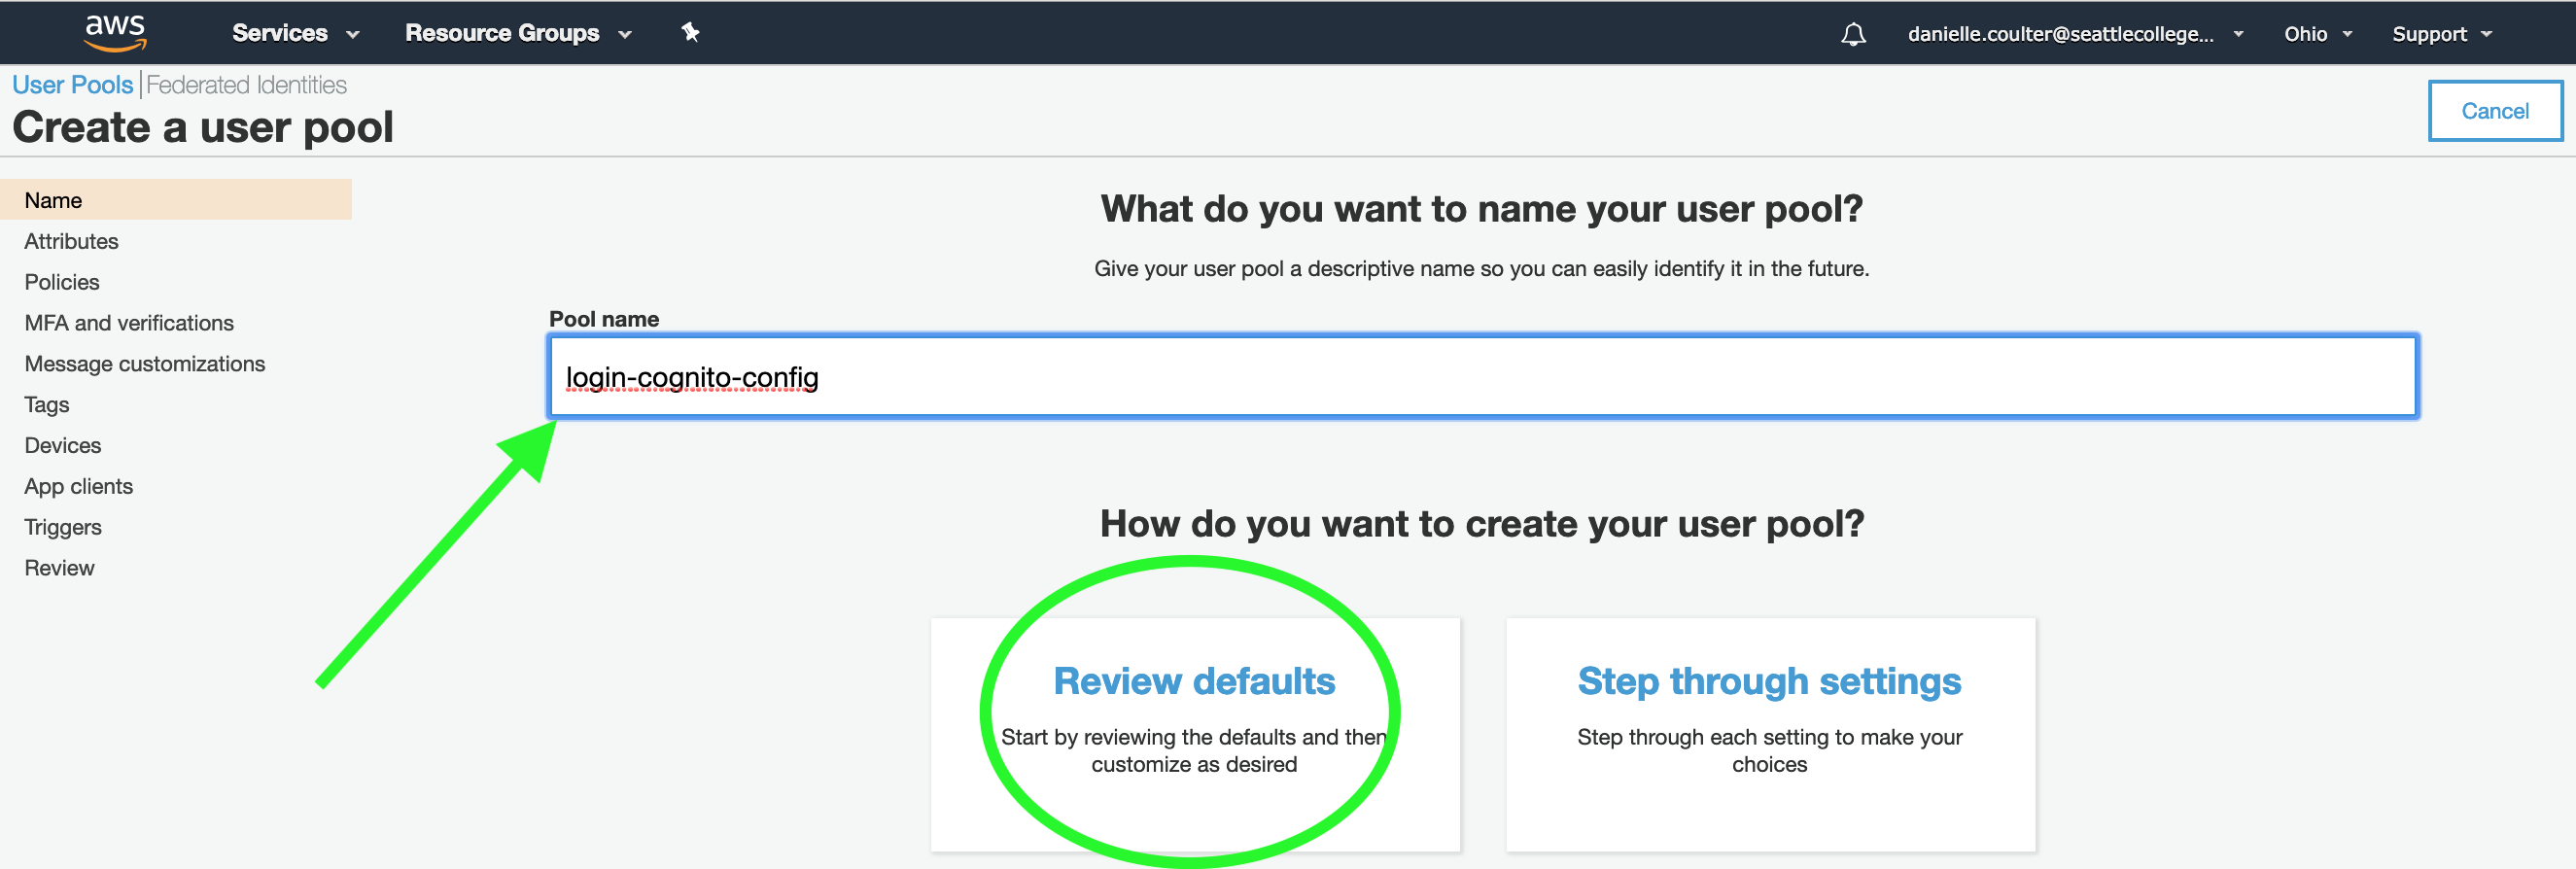 aws Services Resource Groups danielle.coulter@seattlecollege... Ohio Support
User Pools | Federated Identities
Create a user pool
Cancel
Name
Attributes
Policies
MFA and verifications
Message customizations
Tags
Devices
App clients
Triggers
Review
What do you want to name your user pool?
Give your user pool a descriptive name so you can easily identify it in the future.
Pool name
login-cognito-config
How do you want to create your user pool?
Review defaults
Start by reviewing the defaults and then
customize as desired
Step through settings
Step through each setting to make your
choices